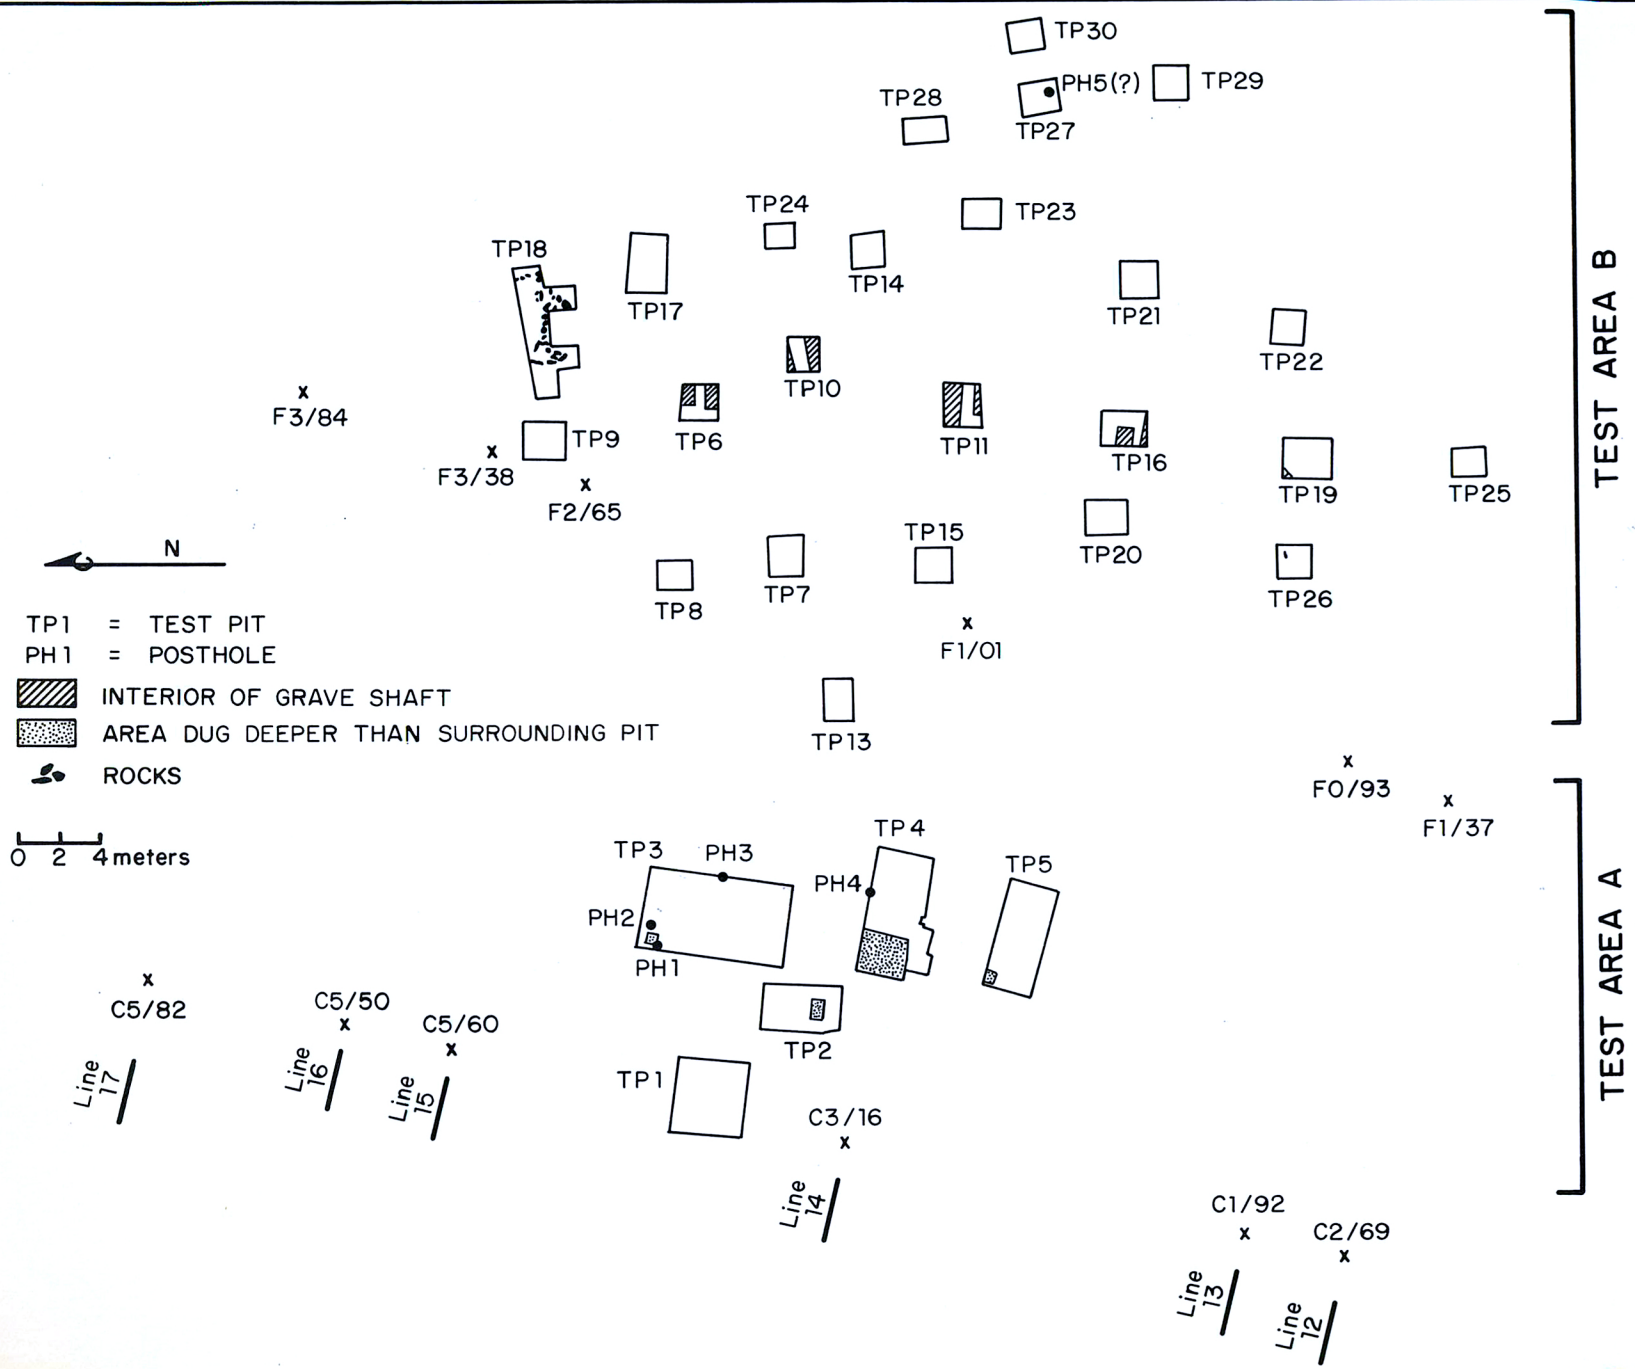 TP30
PH5(?)
TP29
TP28
TP27
TP24
TP23
TP18
TP14
TP17
TP21
TP22
TP10
F3/84
TP9
TP6
TP11
TP16
F3/38
TP19
TP25
F2/65
TEST AREA B
N
TP15
TP20
TP8
TP7
TP26
F1/01
TP1 = TEST PIT
PH1 = POSTHOLE
INTERIOR OF GRAVE SHAFT
AREA DUG DEEPER THAN SURROUNDING PIT
ROCKS
0 2 4 meters
TP13
F0/93
F1/37
TP3
PH3
TP4
TP5
PH4
PH2
PH1
TEST AREA A
C5/82
C5/50
C5/60
TP2
Line
17
Line
16
Line
15
TP1
C3/16
Line
14
C1/92
C2/69
Line
13
Line
12